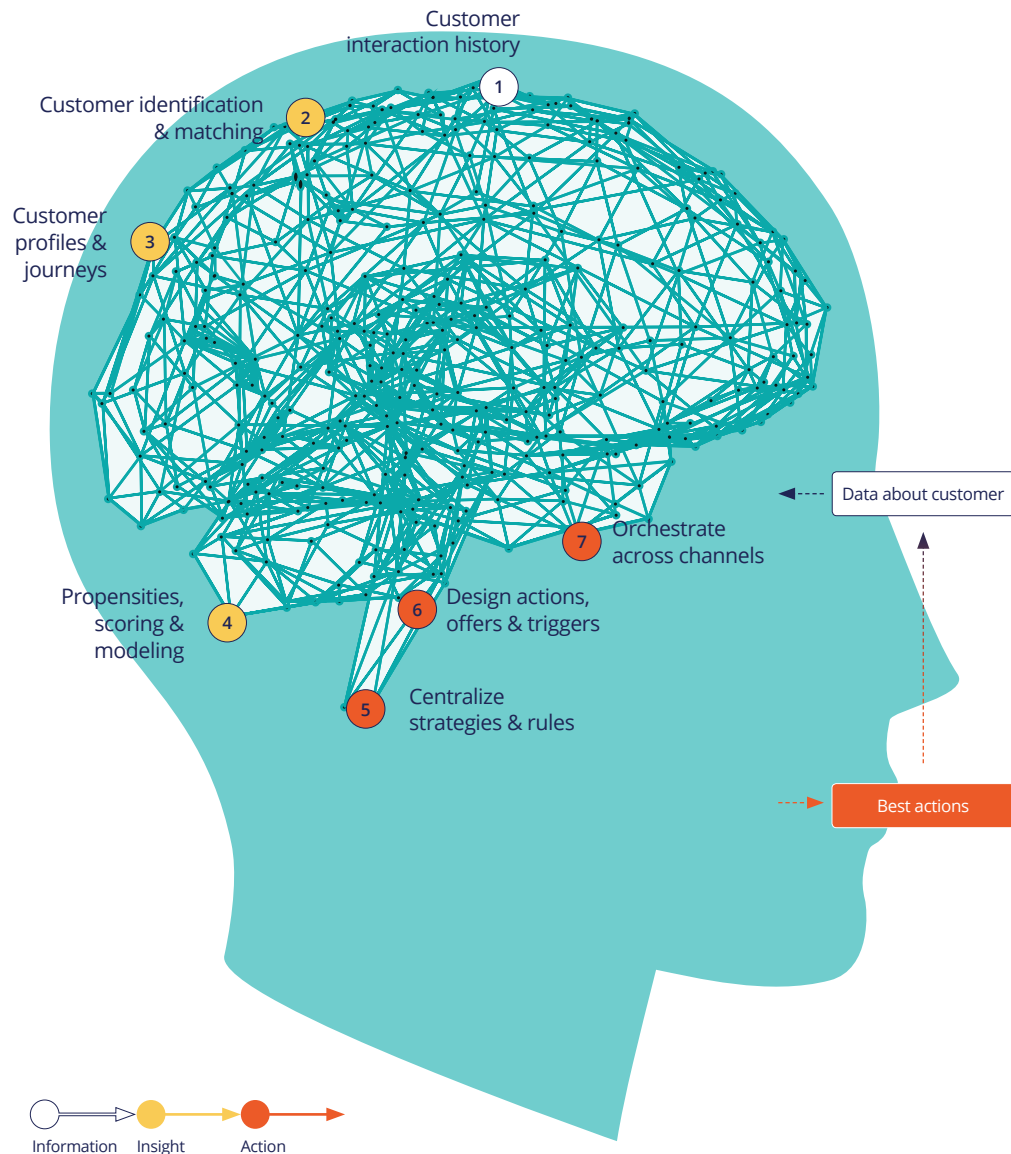 Customer
interaction history
1
Customer identification
& matching
2
Customer
profiles &
journeys
3
Data about customer
7
Orchestrate
across channels
Propensities,
scoring &
modeling
4
6
Design actions,
offers & triggers
5
Centralize
strategies & rules
Best actions
Information
Insight
Action